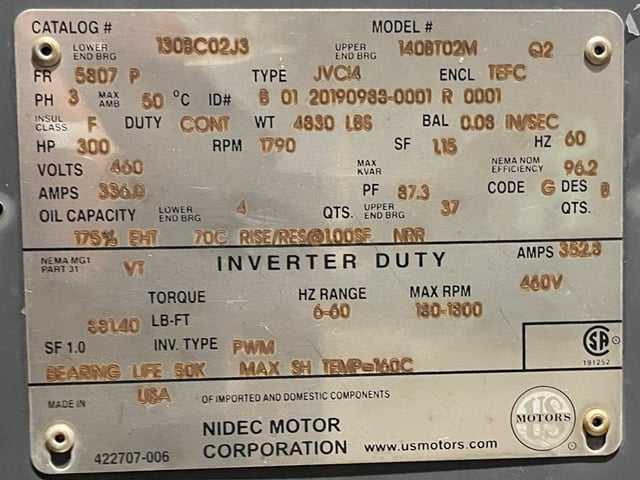 CATALOG # MODEL #
LOWER END BRG 130BC02J3 UPPER END BRG 140BT02M Q2
FR 5807 P TYPE JVCI4 ENCL TEFC
PH 3 MAX AMB 50 °C ID# B 01 20190983-0001 R 0001
INSUL CLASS F DUTY CONT WT 4830 LBS BAL 0.08 IN/SEC
HP 300 RPM 1790 SF 1.15 HZ 60
VOLTS 460 MAX KVAR NEMA NOM EFFICIENCY 96.2
AMPS 336.0 PF 87.3 CODE G DES B
OIL CAPACITY LOWER END BRG 4 QTS. UPPER END BRG 37 QTS.
175% EHT 70C RISE/RES@1.00SF NRR
NEMA MG1 PART 31 VT INVERTER DUTY AMPS 352.8
460V
TORQUE HZ RANGE MAX RPM
881.40 LB-FT 6-60 180-1800
SF 1.0 INV. TYPE PWM
SA
191252
BEARING LIFE 50K MAX SH TEMP=160C
MADE IN USA OF IMPORTED AND DOMESTIC COMPONENTS
NIDEC MOTOR
CORPORATION www.usmotors.com
US MOTORS
422707-006